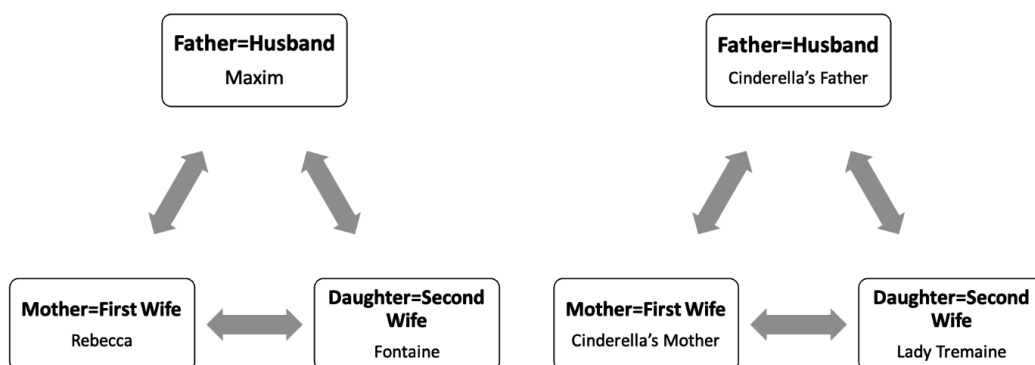 Father=Husband
Maxim
Mother=First Wife
Rebecca
Daughter=Second
Wife
Fontaine
Father=Husband
Cinderella's Father
Mother=First Wife
Cinderella's Mother
Daughter=Second
Wife
Lady Tremaine